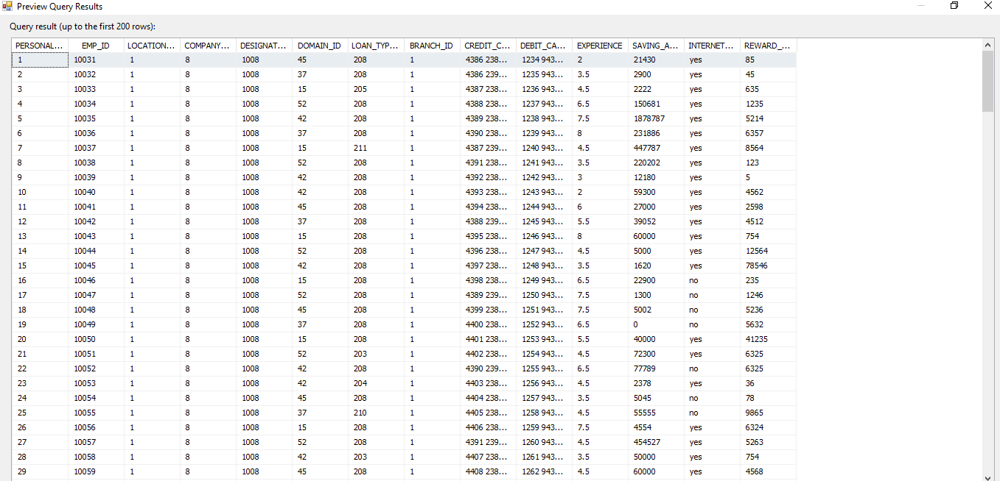 Preview Query Results
Query result (up to the first 200 rows):
PERSONAL... EMP_ID LOCATION... COMPANY... DESIGNAT... DOMAIN_ID LOAN_TYP... BRANCH_ID CREDIT_C... DEBIT_CA... EXPERIENCE SAVING_A... INTERNET... REWARD_...
1 10031 1 8 1008 45 208 1 4386 238... 1234 943... 2 21430 yes 85
2 10032 1 8 1008 37 208 1 4386 239... 1235 943... 3.5 2900 yes 45
3 10033 1 8 1008 15 205 1 4387 238... 1236 943... 4.5 2222 yes 635
4 10034 1 8 1008 52 208 1 4388 238... 1237 943... 6.5 150681 yes 1235
5 10035 1 8 1008 42 208 1 4389 238... 1238 943... 7.5 1878787 yes 5214
6 10036 1 8 1008 37 208 1 4390 238... 1239 943... 8 231886 yes 6357
7 10037 1 8 1008 15 211 1 4387 239... 1240 943... 4.5 447787 yes 8564
8 10038 1 8 1008 52 208 1 4391 238... 1241 943... 3.5 220202 yes 123
9 10039 1 8 1008 42 208 1 4392 238... 1242 943... 3 12180 yes 5
10 10040 1 8 1008 42 208 1 4393 238... 1243 943... 2 59300 yes 4562
11 10041 1 8 1008 45 208 1 4394 238... 1244 943... 6 27000 yes 2598
12 10042 1 8 1008 37 208 1 4388 239... 1245 943... 5.5 39052 yes 4512
13 10043 1 8 1008 15 208 1 4395 238... 1246 943... 8 60000 yes 754
14 10044 1 8 1008 52 208 1 4396 238... 1247 943... 4.5 5000 yes 12564
15 10045 1 8 1008 42 208 1 4397 238... 1248 943... 3.5 1620 yes 78546
16 10046 1 8 1008 15 208 1 4398 238... 1249 943... 6.5 22900 no 235
17 10047 1 8 1008 52 208 1 4389 239... 1250 943... 7.5 1300 no 1246
18 10048 1 8 1008 45 208 1 4399 238... 1251 943... 7.5 5002 no 5236
19 10049 1 8 1008 37 208 1 4400 238... 1252 943... 6.5 0 no 5632
20 10050 1 8 1008 15 208 1 4401 238... 1253 943... 5.5 40000 yes 41235
21 10051 1 8 1008 52 203 1 4402 238... 1254 943... 4.5 72300 yes 6325
22 10052 1 8 1008 42 208 1 4390 239... 1255 943... 6.5 77789 no 6325
23 10053 1 8 1008 42 204 1 4403 238... 1256 943... 4.5 2378 yes 36
24 10054 1 8 1008 45 208 1 4404 238... 1257 943... 3.5 5045 no 78
25 10055 1 8 1008 37 210 1 4405 238... 1258 943... 4.5 55555 no 9865
26 10056 1 8 1008 15 208 1 4406 238... 1259 943... 7.5 4554 yes 6324
27 10057 1 8 1008 52 208 1 4391 239... 1260 943... 4.5 454527 yes 5263
28 10058 1 8 1008 42 203 1 4407 238... 1261 943... 3.5 50000 yes 754
29 10059 1 8 1008 45 208 1 4408 238... 1262 943... 4.5 60000 yes 4568